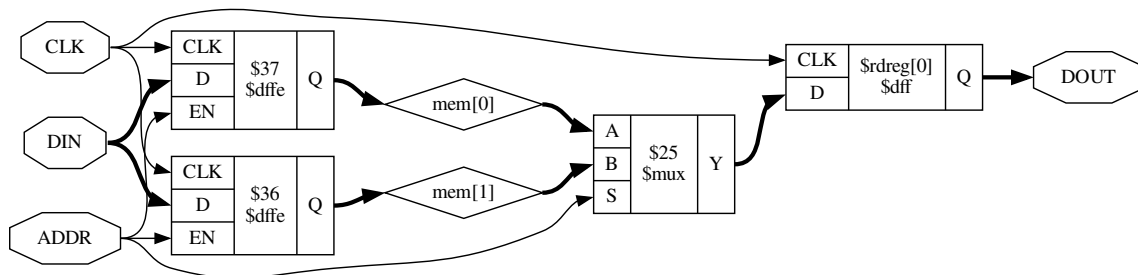 CLK
DIN
ADDR
CLK
D
EN
$37
$dffe
Q
CLK
D
EN
$36
$dffe
Q
mem[0]
mem[1]
A
B
S
$25
$mux
Y
CLK
D
$rdreg[0]
$dff
Q
DOUT